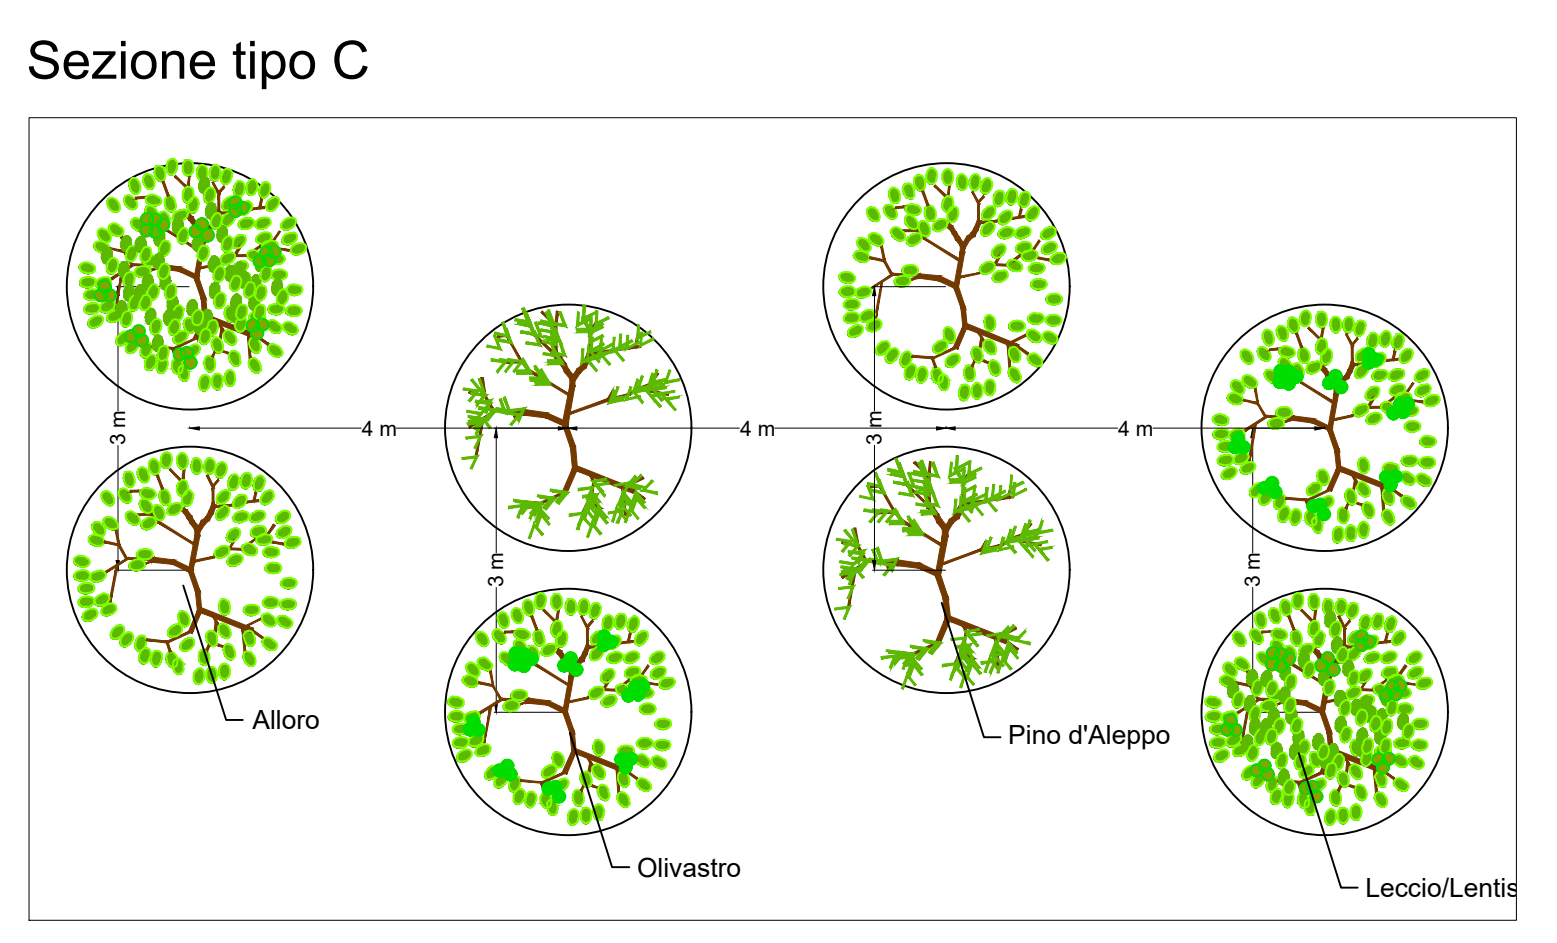 Sezione tipo C
4 m
4 m
4 m
3 m
3 m
3 m
3 m
Alloro
Pino d'Aleppo
Olivastro
Leccio/Lentis